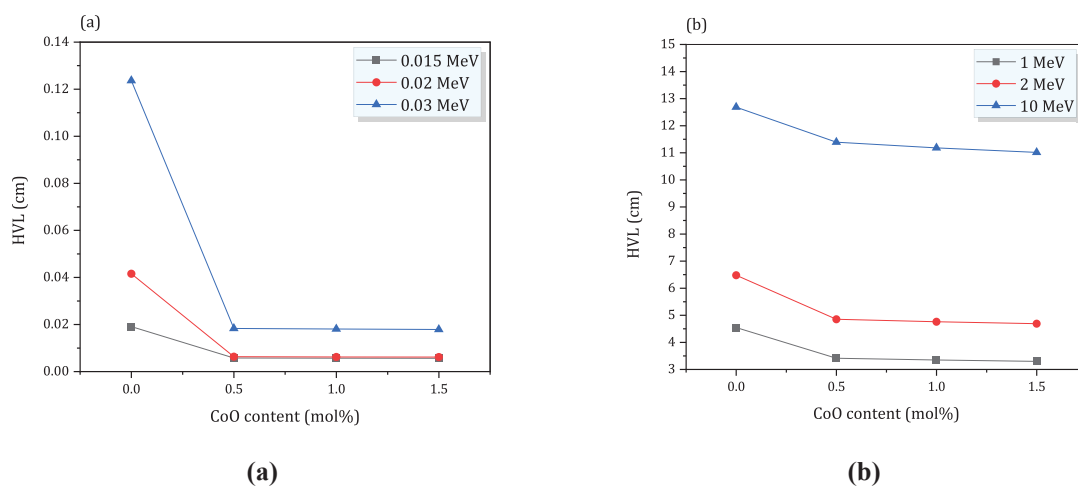 (a)
0.14
0.12
0.10
0.08
0.06
0.04
0.02
0.00
HVL (cm)
0.015 MeV
0.02 MeV
0.03 MeV
0.0 0.5 1.0 1.5
CoO content (mol%)
(a)
(b)
15
14
13
12
11
10
9
8
7
6
5
4
3
HVL (cm)
1 MeV
2 MeV
10 MeV
0.0 0.5 1.0 1.5
CoO content (mol%)
(b)